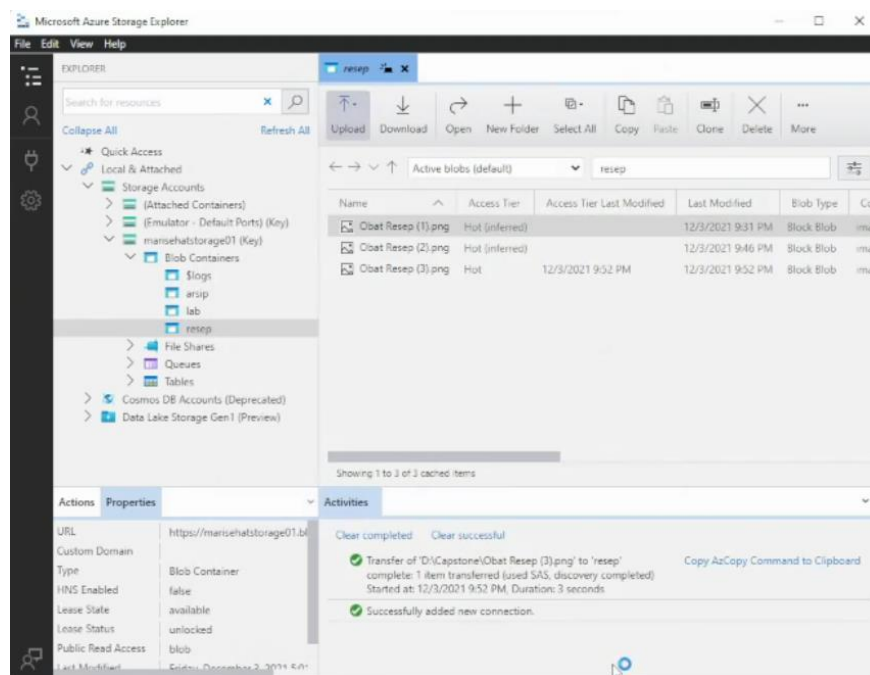 Microsoft Azure Storage Explorer
File Edit View Help
EXPLORER
Search for resources
Collapse All Refresh All
Quick Access
Local & Attached
Storage Accounts
(Attached Containers)
(Emulator - Default Ports) (Key)
mansehatstorage01 (Key)
Blob Containers
$logs
arsip
lab
resep
File Shares
Queues
Tables
Cosmos DB Accounts (Deprecated)
Data Lake Storage Gen1 (Preview)
resep
Upload Download Open New Folder Select All Copy Paste Clone Delete More
Active blobs (default) resep
Name Access Tier Access Tier Last Modified Last Modified Blob Type
Obat Resep (1).png Hot (inferred) 12/3/2021 9:31 PM Block Blob
Obat Resep (2).png Hot (inferred) 12/3/2021 9:46 PM Block Blob
Obat Resep (3).png Hot 12/3/2021 9:52 PM 12/3/2021 9:52 PM Block Blob
Showing 1 to 3 of 3 cached items
Actions Properties
URL https://mansehatstorage01.bl
Custom Domain
Type Blob Container
HNS Enabled false
Lease State available
Lease Status unlocked
Public Read Access blob
Last Modified Friday, December 3, 2021 5:01
Activities
Clear completed Clear successful
Transfer of 'D:\Capstone\Obat Resep (3).png' to 'resep' Copy AzCopy Command to Clipboard
complete: 1 item transferred (used SAS, discovery completed)
Started at: 12/3/2021 9:52 PM, Duration: 3 seconds
Successfully added new connection.